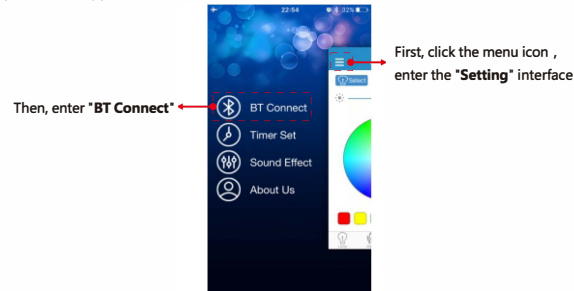 22:54
32%
First, click the menu icon ,
enter the "Setting" interface
Select
Then, enter "BT Connect"
BT Connect
Timer Set
Sound Effect
About Us